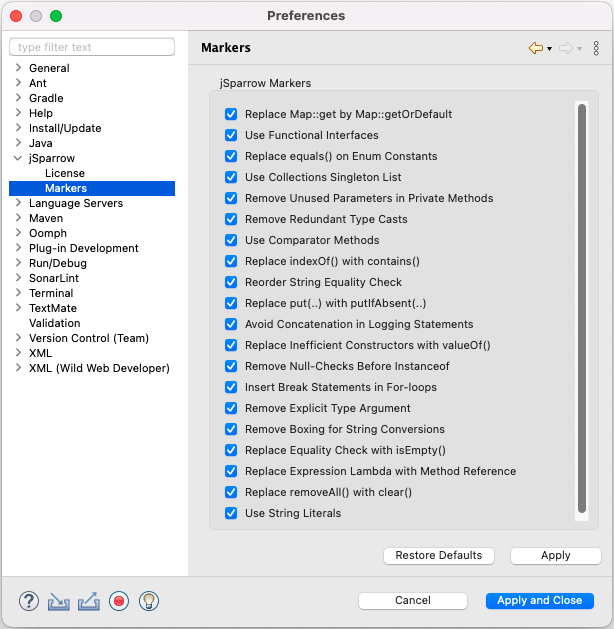 Preferences
type filter text
General
Ant
Gradle
Help
Install/Update
Java
jSparrow
License
Markers
Language Servers
Maven
Oomph
Plug-in Development
Run/Debug
SonarLint
Terminal
TextMate
Validation
Version Control (Team)
XML
XML (Wild Web Developer)
Markers
jSparrow Markers
Replace Map::get by Map::getOrDefault
Use Functional Interfaces
Replace equals() on Enum Constants
Use Collections Singleton List
Remove Unused Parameters in Private Methods
Remove Redundant Type Casts
Use Comparator Methods
Replace indexOf() with contains()
Reorder String Equality Check
Replace put(..) with putIfAbsent(..)
Avoid Concatenation in Logging Statements
Replace Inefficient Constructors with valueOf()
Remove Null-Checks Before Instanceof
Insert Break Statements in For-loops
Remove Explicit Type Argument
Remove Boxing for String Conversions
Replace Equality Check with isEmpty()
Replace Expression Lambda with Method Reference
Replace removeAll() with clear()
Use String Literals
Restore Defaults
Apply
Cancel
Apply and Close